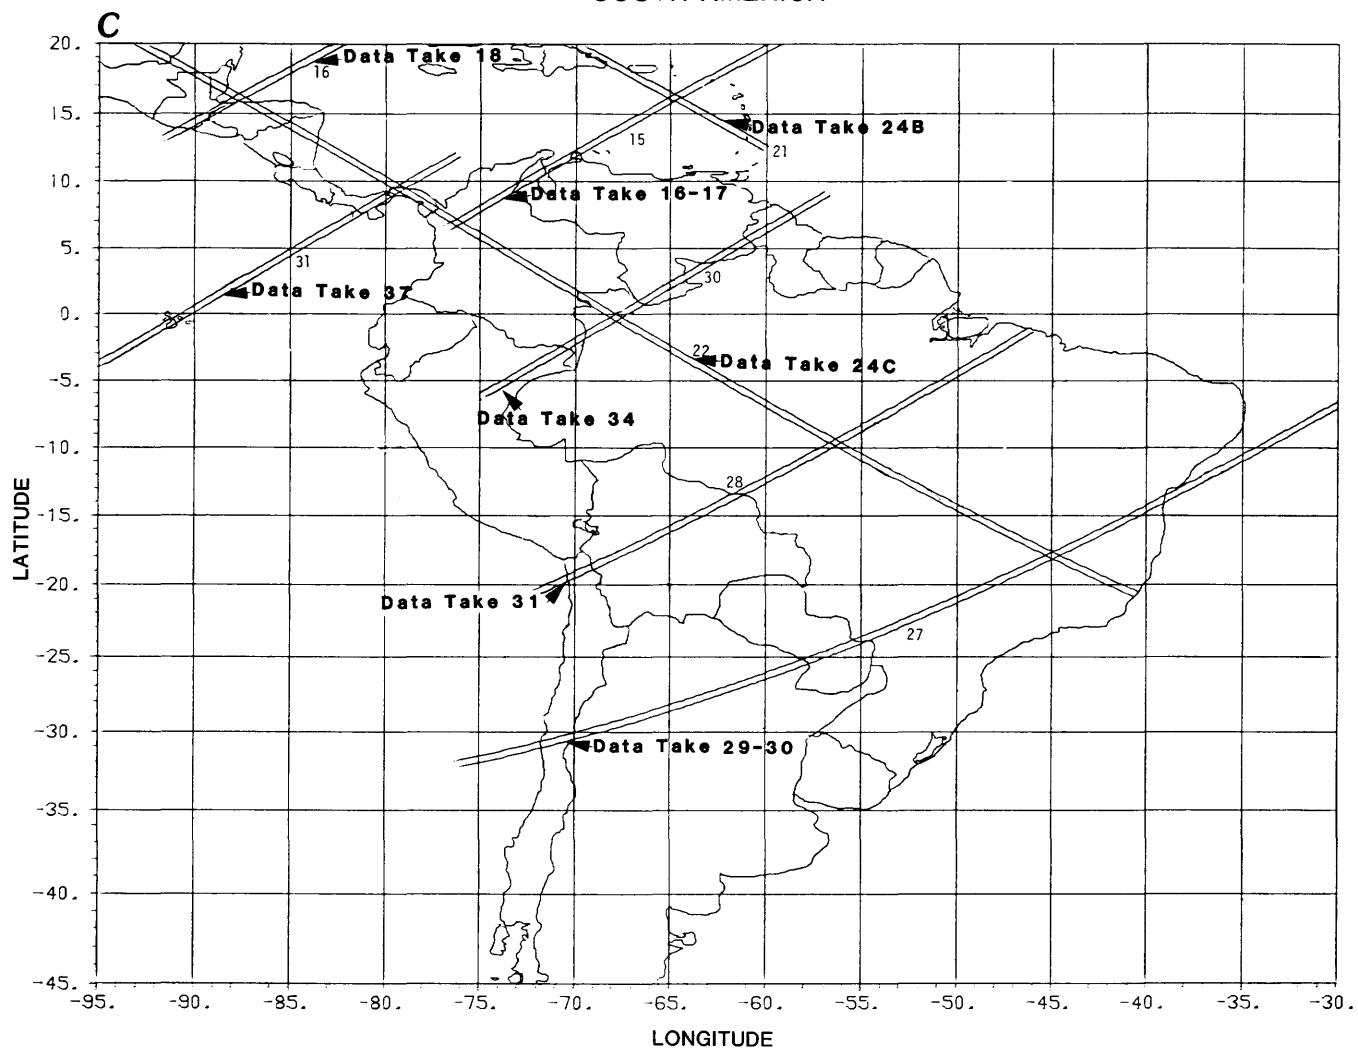 C
20.
16
Data Take 18
15.
15
Data Take 24B
21
10.
Data Take 16-17
5.
31
30
Data Take 37
0.
22
Data Take 24C
-5.
Data Take 34
-10.
28
-15.
-20.
Data Take 31
27
-25.
-30.
Data Take 29-30
-35.
-40.
-45.
LATITUDE
-95. -90. -85. -80. -75. -70. -65. -60. -55. -50. -45. -40. -35. -30.
LONGITUDE